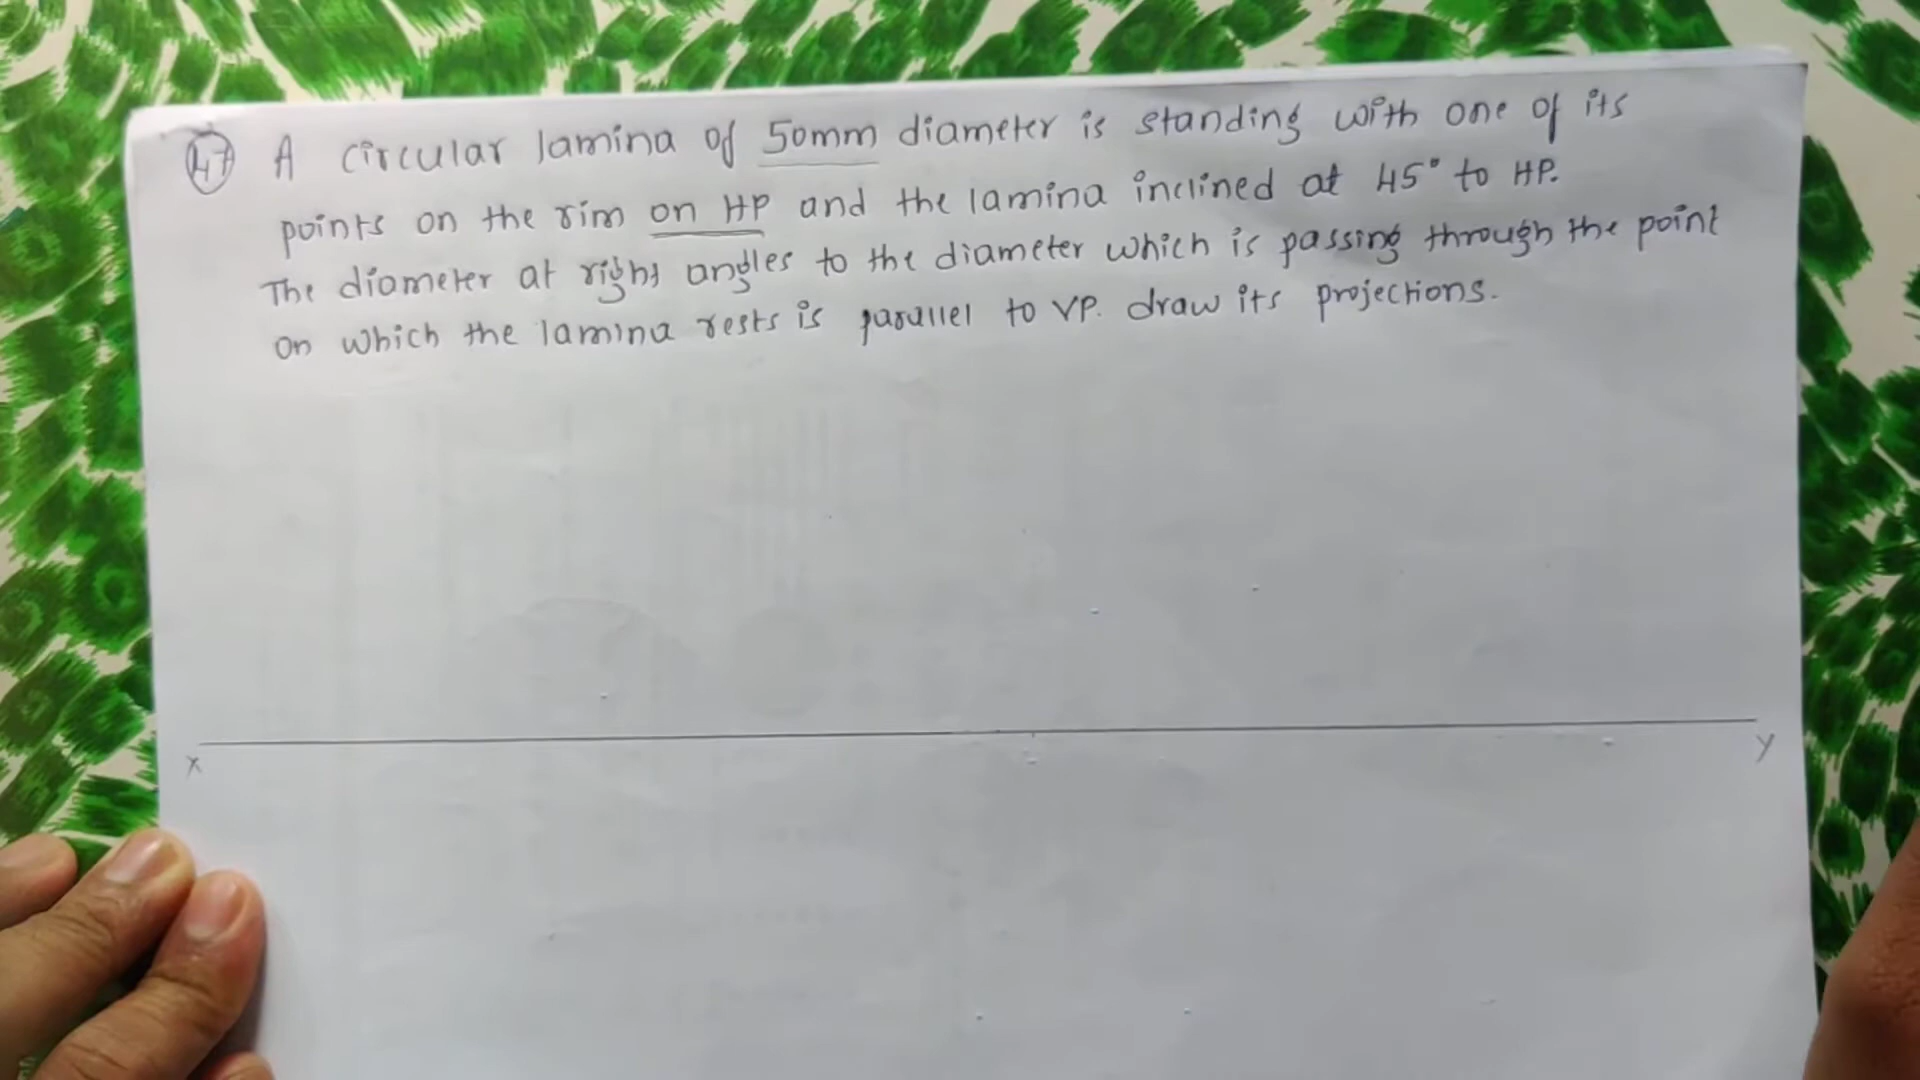 47 A circular lamina of 50mm diameter is standing with one of its
points on the rim on HP and the lamina inclined at 45° to HP.
The diameter at right angles to the diameter which is passing through the point
on which the lamina rests is parallel to VP. draw its projections.
X Y